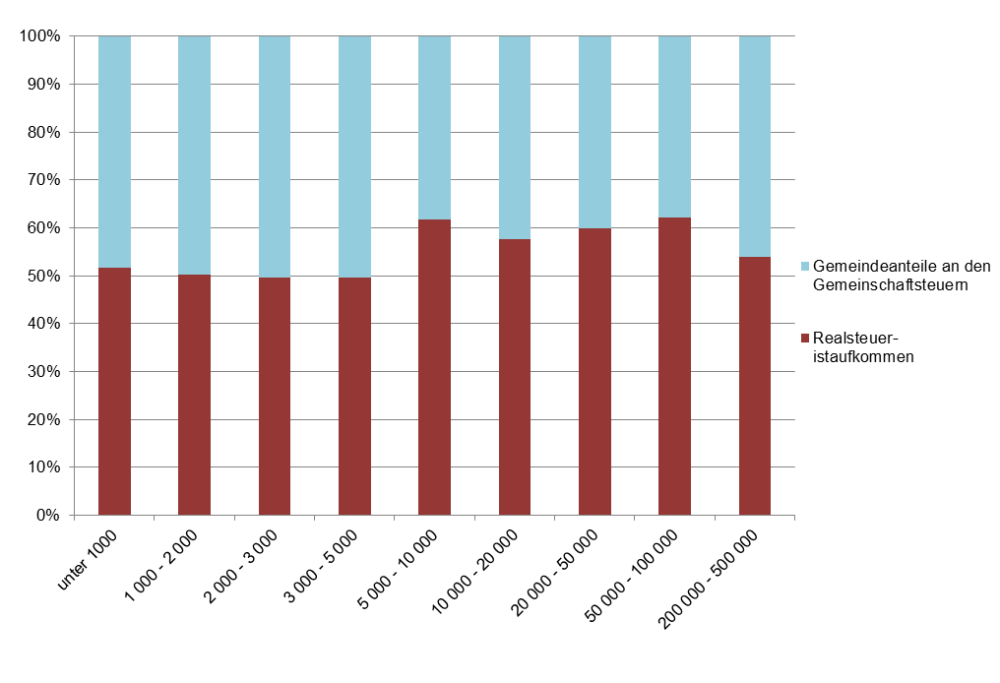 100%
90%
80%
70%
60%
50%
40%
30%
20%
10%
0%
unter 1000
1 000 - 2 000
2 000 - 3 000
3 000 - 5 000
5 000 - 10 000
10 000 - 20 000
20 000 - 50 000
50 000 - 100 000
200 000 - 500 000
Gemeindeanteile an den
Gemeinschaftsteuern
Realsteuer-
istaufkommen